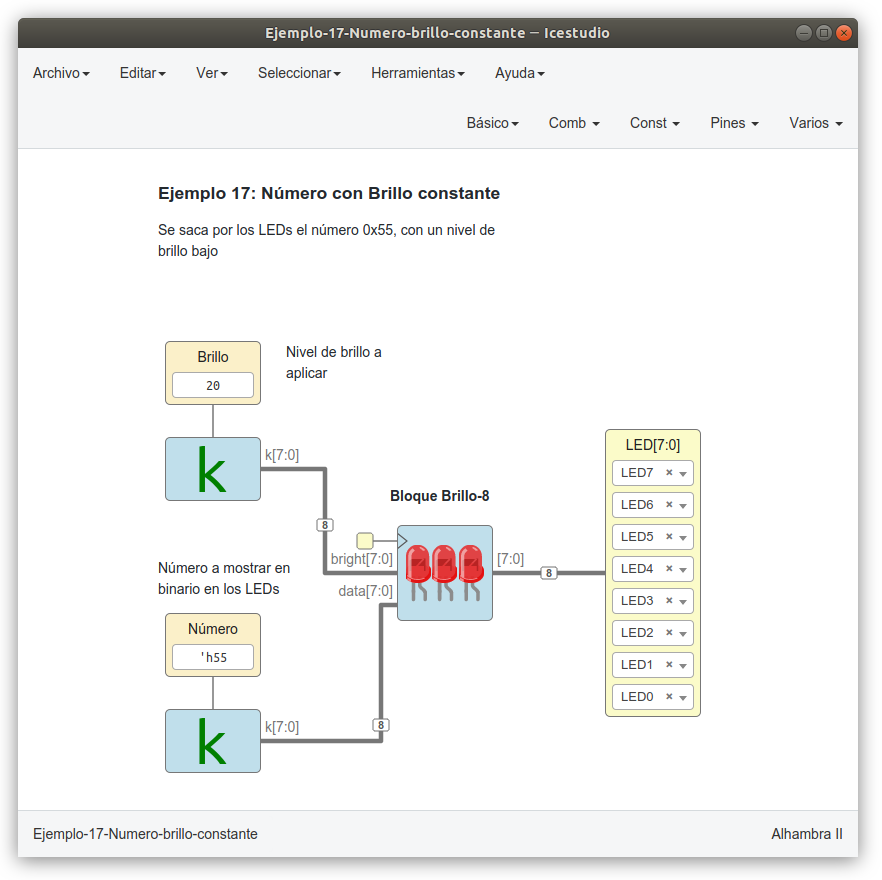 Ejemplo-17-Numero-brillo-constante — Icestudio
Archivo Editar Ver Seleccionar Herramientas Ayuda
Básico Comb Const Pines Varios
Ejemplo 17: Número con Brillo constante
Se saca por los LEDs el número 0x55, con un nivel de
brillo bajo
Brillo
20
Nivel de brillo a
aplicar
k
k[7:0]
8
Bloque Brillo-8
bright[7:0]
data[7:0]
[7:0]
8
LED[7:0]
LED7
LED6
LED5
LED4
LED3
LED2
LED1
LED0
Número a mostrar en
binario en los LEDs
Número
'h55
k
k[7:0]
8
Ejemplo-17-Numero-brillo-constante
Alhambra II